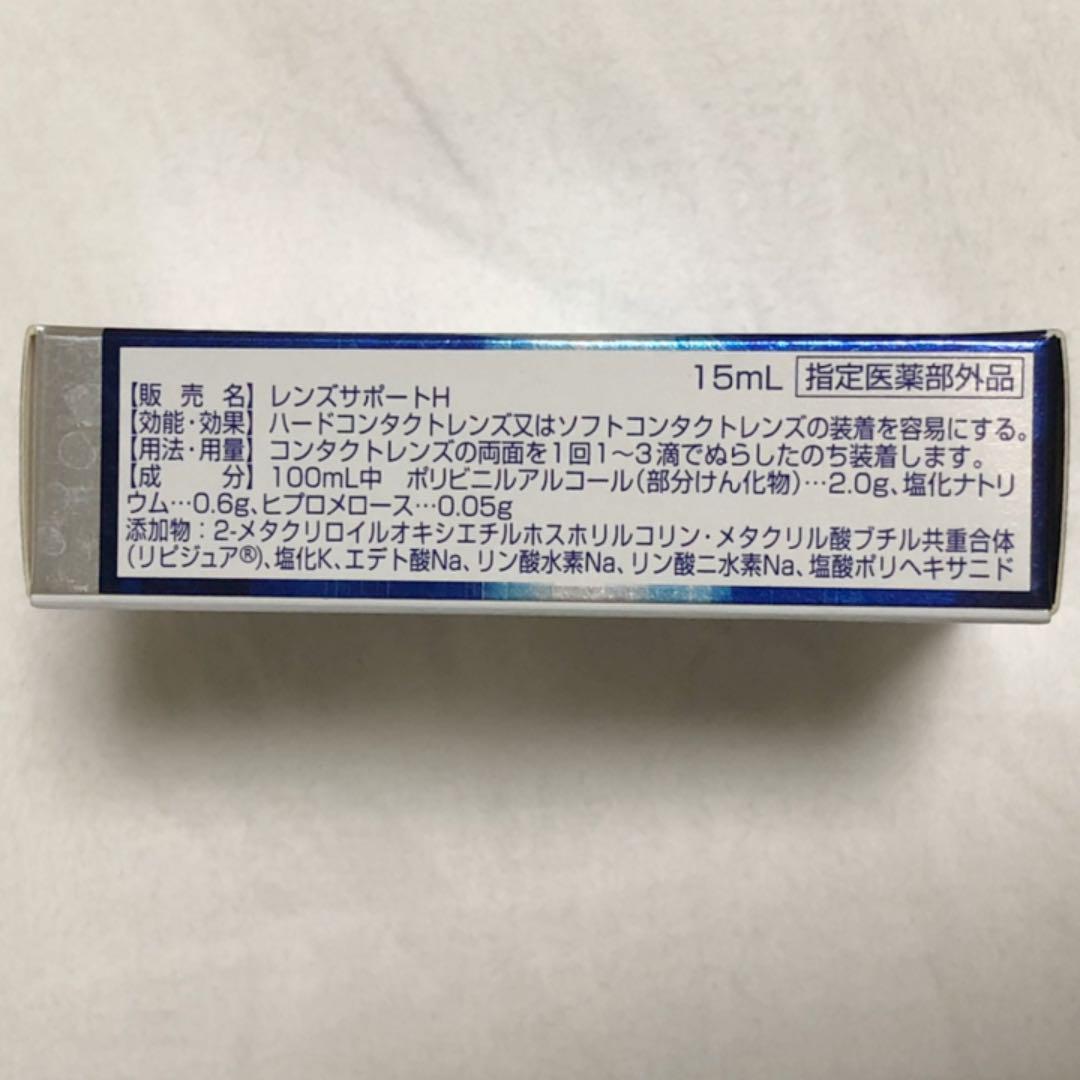 15mL 指定医薬部外品
【販売名】レンズサポートH
【効能・効果】ハードコンタクトレンズ又はソフトコンタクトレンズの装着を容易にする。
【用法・用量】コンタクトレンズの両面を1回1〜3滴でぬらしたのち装着します。
【成分】100mL中 ポリビニルアルコール(部分けん化物)…2.0g、塩化ナトリ
ウム…0.6g、ヒプロメロース…0.05g
添加物：2-メタクリロイルオキシエチルホスホリルコリン・メタクリル酸ブチル共重合体
(リピジュア®)、塩化K、エデト酸Na、リン酸水素Na、リン酸二水素Na、塩酸ポリヘキサニド